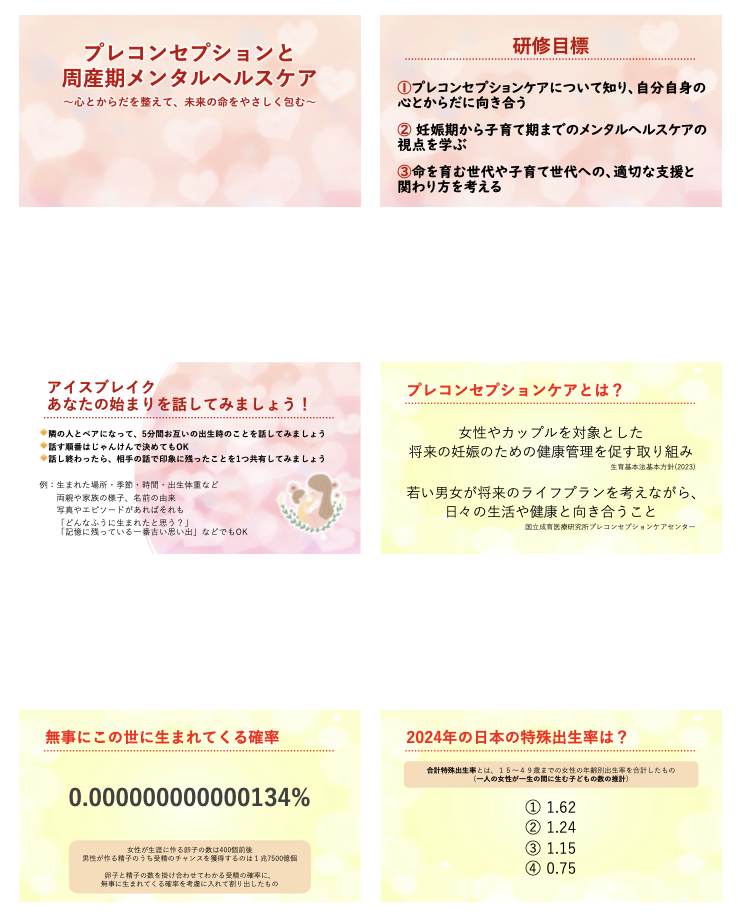 プレコンセプションと
周産期メンタルヘルスケア
～心とからだを整えて、未来の命をやさしく包む～
研修目標
①プレコンセプションケアについて知り、自分自身の
心とからだに向き合う
② 妊娠期から子育て期までのメンタルヘルスケアの
視点を学ぶ
③命を育む世代や子育て世代への、適切な支援と
関わり方を考える
アイスブレイク
あなたの始まりを話してみましょう！
隣の人とペアになって、5分間お互いの出生時のことを話してみましょう
話す順番はじゃんけんで決めてもOK
話し終わったら、相手の話で印象に残ったことを1つ共有してみましょう
例：生まれた場所・季節・時間・出生体重など
両親や家族の様子、名前の由来
写真やエピソードがあればそれも
「どんなふうに生まれたと思う？」
「記憶に残っている一番古い思い出」などでもOK
プレコンセプションケアとは？
女性やカップルを対象とした
将来の妊娠のための健康管理を促す取り組み
生育基本法基本方針(2023)
若い男女が将来のライフプランを考えながら、
日々の生活や健康と向き合うこと
国立成育医療研究所プレコンセプションケアセンター
無事にこの世に生まれてくる確率
0.000000000000134%
女性が生涯に作る卵子の数は400個前後
男性が作る精子のうち受精のチャンスを獲得するのは１兆7500億個
卵子と精子の数を掛け合わせてわかる受精の確率に、
無事に生まれてくる確率を考慮に入れて割り出したもの
2024年の日本の特殊出生率は？
合計特殊出生率とは、１５～４９歳までの女性の年齢別出生率を合計したもの
（一人の女性が一生の間に生む子どもの数の推計）
① 1.62
② 1.24
③ 1.15
④ 0.75